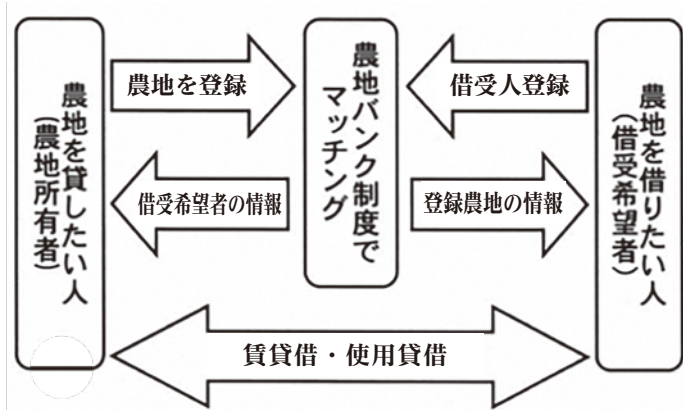 農地を貸したい人
（農地所有者）
農地を登録
借受希望者の情報
農地バンク制度で
マッチング
借受人登録
登録農地の情報
農地を借りたい人
（借受希望者）
賃貸借・使用貸借